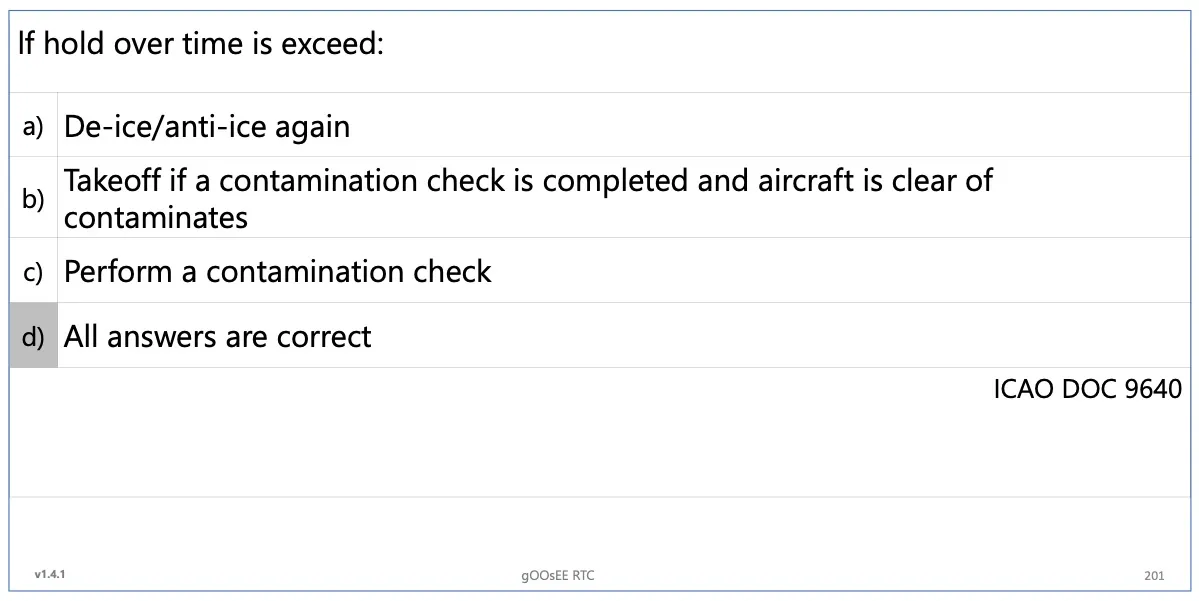 If hold over time is exceed:
a) De-ice/anti-ice again
b) Takeoff if a contamination check is completed and aircraft is clear of
contaminates
c) Perform a contamination check
d) All answers are correct
ICAO DOC 9640
v1.4.1 gOOsEE RTC 201